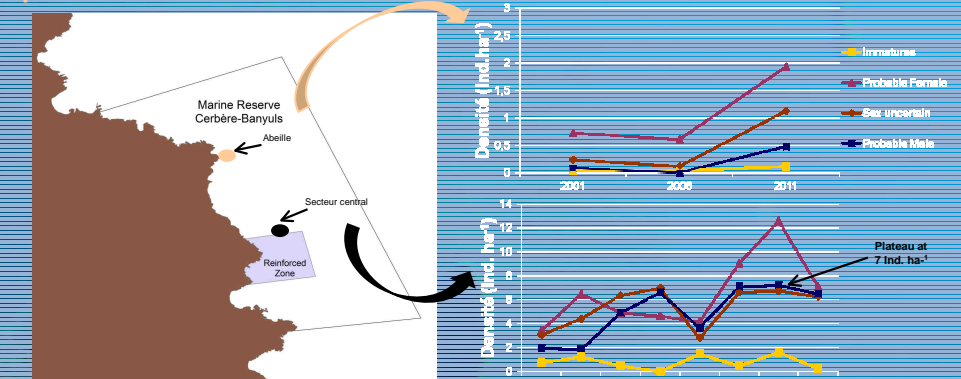 Marine Reserve
Cerbère-Banyuls
Abeille
Secteur central
Reinforced
Zone
Densité (Ind.ha-¹)
3
2,5
2
1,5
1
0,5
0
2001
2006
2011
Immatures
Probable Female
Sex uncertain
Probable Male
Densité (Ind. ha-¹)
14
12
10
8
6
4
2
0
Plateau at
7 Ind. ha-¹